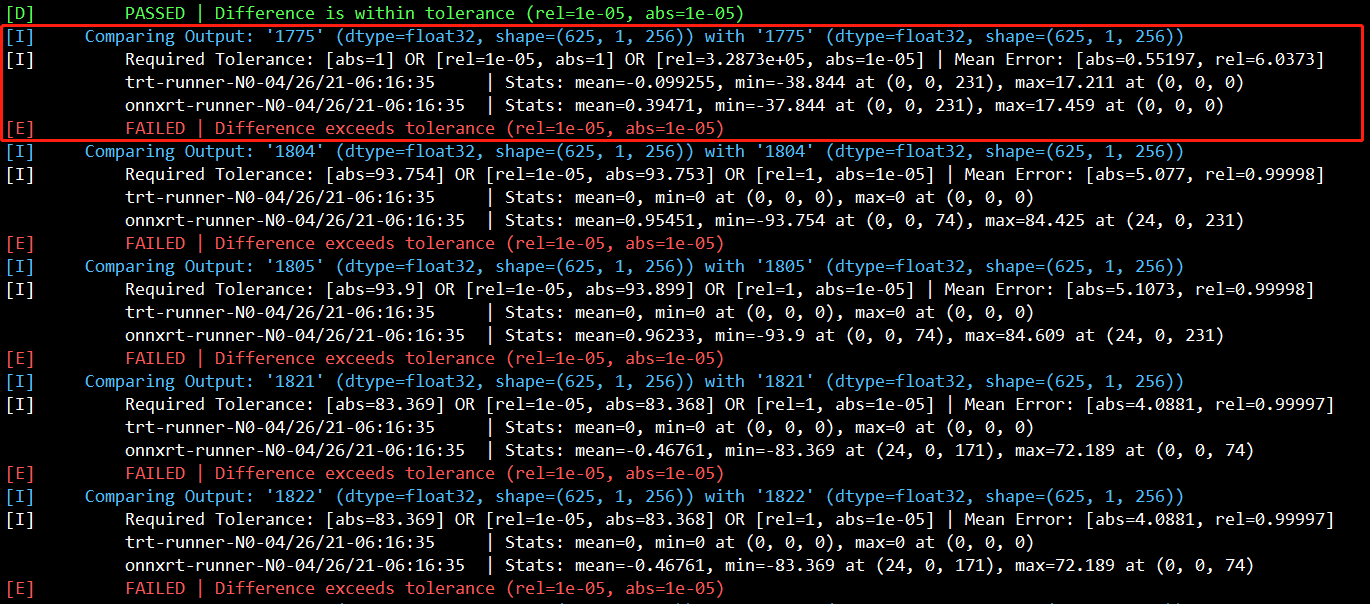 [D] PASSED | Difference is within tolerance (rel=1e-05, abs=1e-05)
[I] Comparing Output: '1775' (dtype=float32, shape=(625, 1, 256)) with '1775' (dtype=float32, shape=(625, 1, 256))
[I] Required Tolerance: [abs=1] OR [rel=1e-05, abs=1] OR [rel=3.2873e+05, abs=1e-05] | Mean Error: [abs=0.55197, rel=6.0373]
trt-runner-N0-04/26/21-06:16:35 | Stats: mean=-0.099255, min=-38.844 at (0, 0, 231), max=17.211 at (0, 0, 0)
onnxrt-runner-N0-04/26/21-06:16:35 | Stats: mean=0.39471, min=-37.844 at (0, 0, 231), max=17.459 at (0, 0, 0)
[E] FAILED | Difference exceeds tolerance (rel=1e-05, abs=1e-05)
[I] Comparing Output: '1804' (dtype=float32, shape=(625, 1, 256)) with '1804' (dtype=float32, shape=(625, 1, 256))
[I] Required Tolerance: [abs=93.754] OR [rel=1e-05, abs=93.753] OR [rel=1, abs=1e-05] | Mean Error: [abs=5.077, rel=0.99998]
trt-runner-N0-04/26/21-06:16:35 | Stats: mean=0, min=0 at (0, 0, 0), max=0 at (0, 0, 0)
onnxrt-runner-N0-04/26/21-06:16:35 | Stats: mean=0.95451, min=-93.754 at (0, 0, 74), max=84.425 at (24, 0, 231)
[E] FAILED | Difference exceeds tolerance (rel=1e-05, abs=1e-05)
[I] Comparing Output: '1805' (dtype=float32, shape=(625, 1, 256)) with '1805' (dtype=float32, shape=(625, 1, 256))
[I] Required Tolerance: [abs=93.9] OR [rel=1e-05, abs=93.899] OR [rel=1, abs=1e-05] | Mean Error: [abs=5.1073, rel=0.99998]
trt-runner-N0-04/26/21-06:16:35 | Stats: mean=0, min=0 at (0, 0, 0), max=0 at (0, 0, 0)
onnxrt-runner-N0-04/26/21-06:16:35 | Stats: mean=0.96233, min=-93.9 at (0, 0, 74), max=84.609 at (24, 0, 231)
[E] FAILED | Difference exceeds tolerance (rel=1e-05, abs=1e-05)
[I] Comparing Output: '1821' (dtype=float32, shape=(625, 1, 256)) with '1821' (dtype=float32, shape=(625, 1, 256))
[I] Required Tolerance: [abs=83.369] OR [rel=1e-05, abs=83.368] OR [rel=1, abs=1e-05] | Mean Error: [abs=4.0881, rel=0.99997]
trt-runner-N0-04/26/21-06:16:35 | Stats: mean=0, min=0 at (0, 0, 0), max=0 at (0, 0, 0)
onnxrt-runner-N0-04/26/21-06:16:35 | Stats: mean=-0.46761, min=-83.369 at (24, 0, 171), max=72.189 at (0, 0, 74)
[E] FAILED | Difference exceeds tolerance (rel=1e-05, abs=1e-05)
[I] Comparing Output: '1822' (dtype=float32, shape=(625, 1, 256)) with '1822' (dtype=float32, shape=(625, 1, 256))
[I] Required Tolerance: [abs=83.369] OR [rel=1e-05, abs=83.368] OR [rel=1, abs=1e-05] | Mean Error: [abs=4.0881, rel=0.99997]
trt-runner-N0-04/26/21-06:16:35 | Stats: mean=0, min=0 at (0, 0, 0), max=0 at (0, 0, 0)
onnxrt-runner-N0-04/26/21-06:16:35 | Stats: mean=-0.46761, min=-83.369 at (24, 0, 171), max=72.189 at (0, 0, 74)
[E] FAILED | Difference exceeds tolerance (rel=1e-05, abs=1e-05)